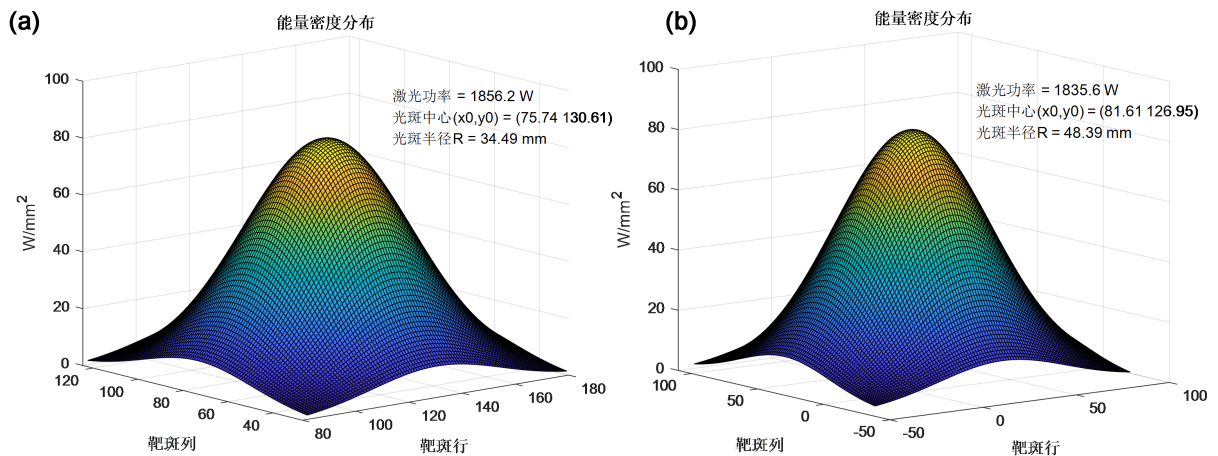 (a)
能量密度分布
激光功率 = 1856.2 W
光斑中心(x0,y0) = (75.74 130.61)
光斑半径R = 34.49 mm
100
80
60
40
20
0
W/mm²
120
100
80
60
40
靶斑列
80
100
120
140
160
180
靶斑行
(b)
能量密度分布
激光功率 = 1835.6 W
光斑中心(x0,y0) = (81.61 126.95)
光斑半径R = 48.39 mm
100
80
60
40
20
0
W/mm²
100
50
0
-50
靶斑列
-50
0
50
100
靶斑行